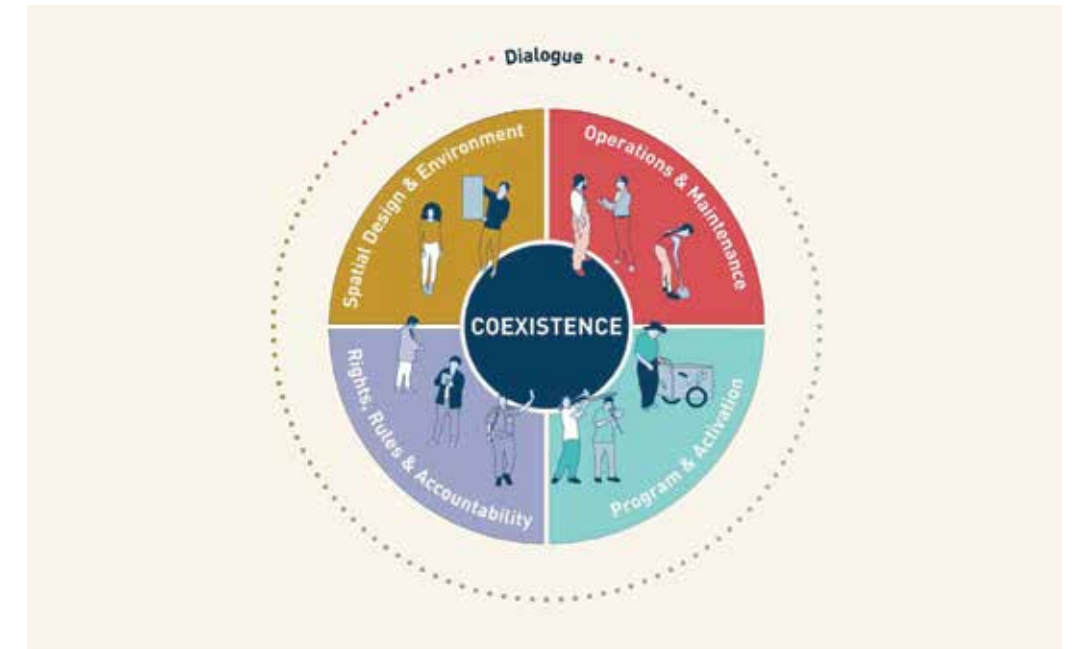 Dialogue
Spatial Design & Environment
Operations & Maintenance
COEXISTENCE
Rights, Rules & Accountability
Program & Activation